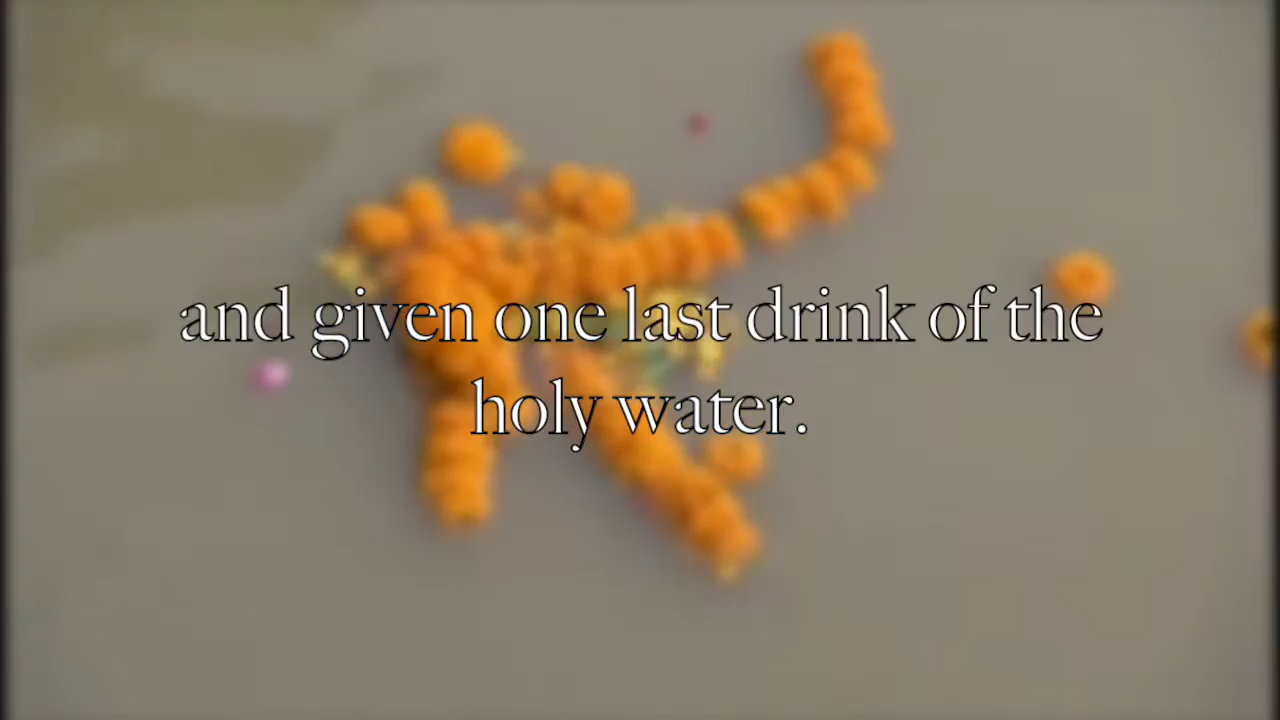 and given one last drink of the
holy water.